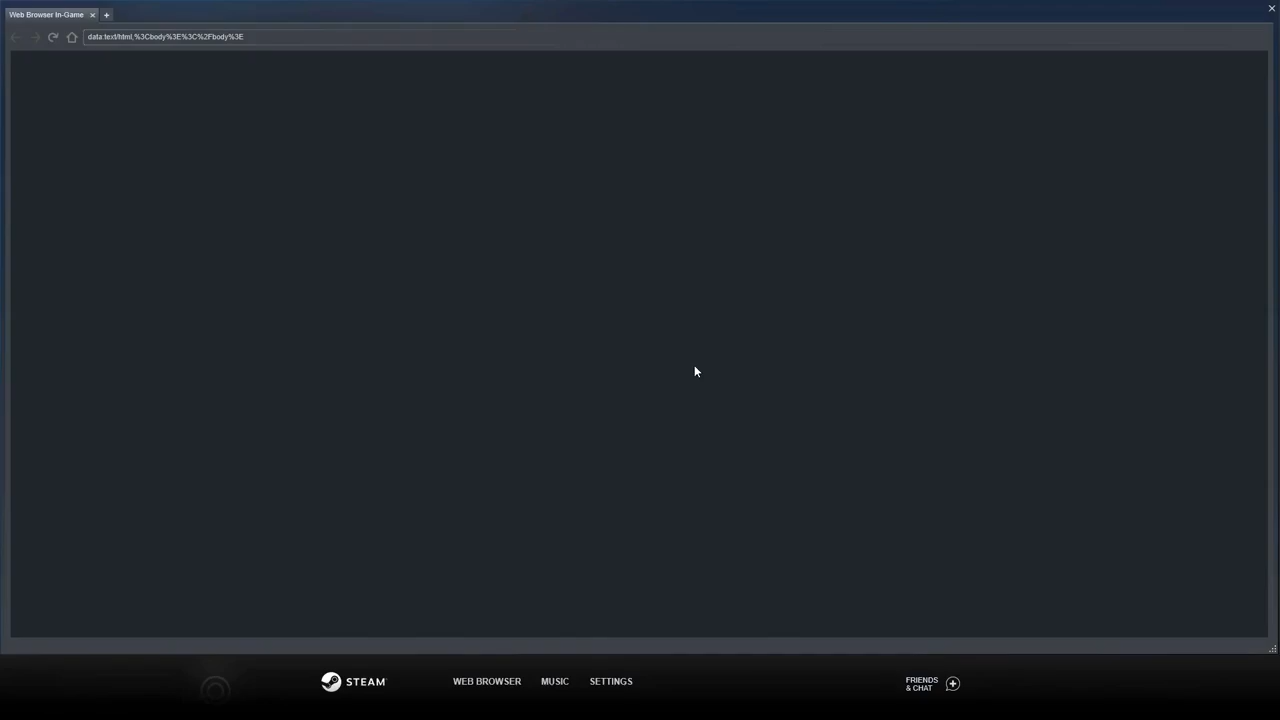 Web Browser In-Game
data:text/html,%3Cbody%3E%3C%2Fbody%3E
STEAM
WEB BROWSER
MUSIC
SETTINGS
FRIENDS
& CHAT